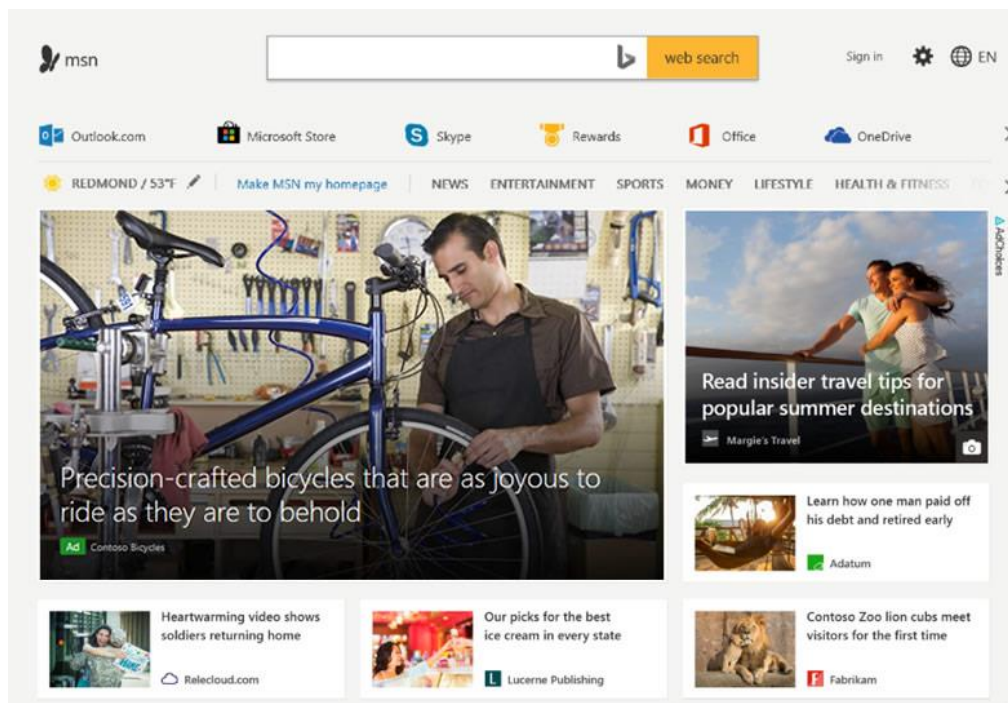 msn
web search
Sign in
EN
Outlook.com
Microsoft Store
Skype
Rewards
Office
OneDrive
REDMOND / 53°F
Make MSN my homepage
NEWS
ENTERTAINMENT
SPORTS
MONEY
LIFESTYLE
HEALTH & FITNESS
AdChoices
Precision-crafted bicycles that are as joyous to
ride as they are to behold
Ad Contoso Bicycles
Read insider travel tips for
popular summer destinations
Margie's Travel
Learn how one man paid off
his debt and retired early
Adatum
Heartwarming video shows
soldiers returning home
Relecloud.com
Our picks for the best
ice cream in every state
Lucerne Publishing
Contoso Zoo lion cubs meet
visitors for the first time
Fabrikam